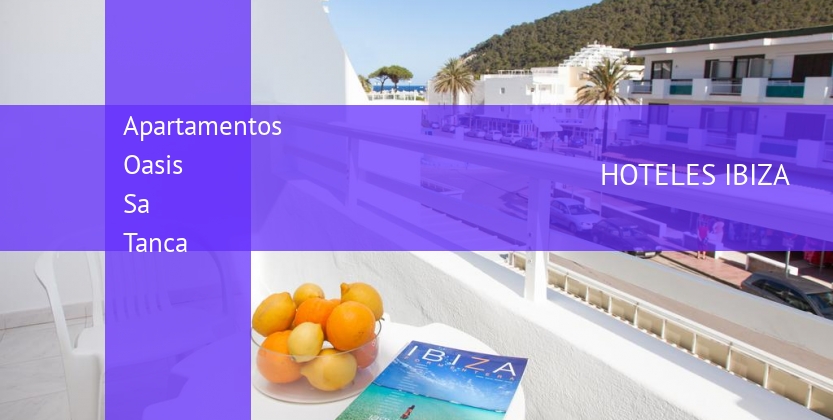 Apartamentos
Oasis
Sa
Tanca
HOTELES IBIZA
IBIZA